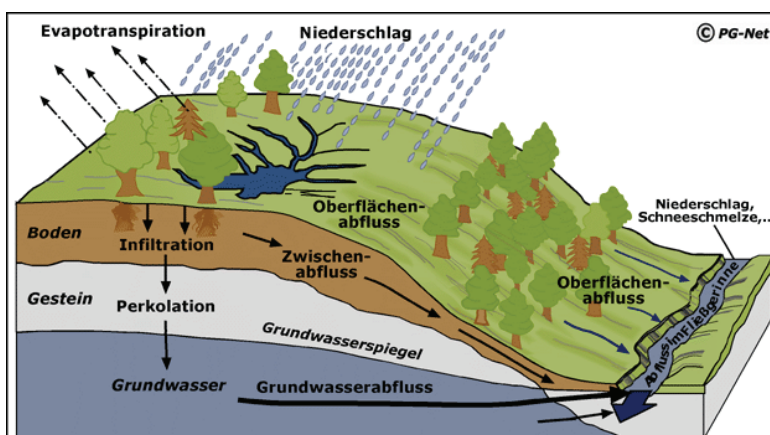 Evapotranspiration
Niederschlag
© PG-Net
Niederschlag,
Schneeschmelze,..
Oberflächen-
abfluss
Boden
Infiltration
Zwischen-
abfluss
Oberflächen-
abfluss
Abfluss im Fließgerinne
Gestein
Perkolation
Grundwasserspiegel
Grundwasser
Grundwasserabfluss